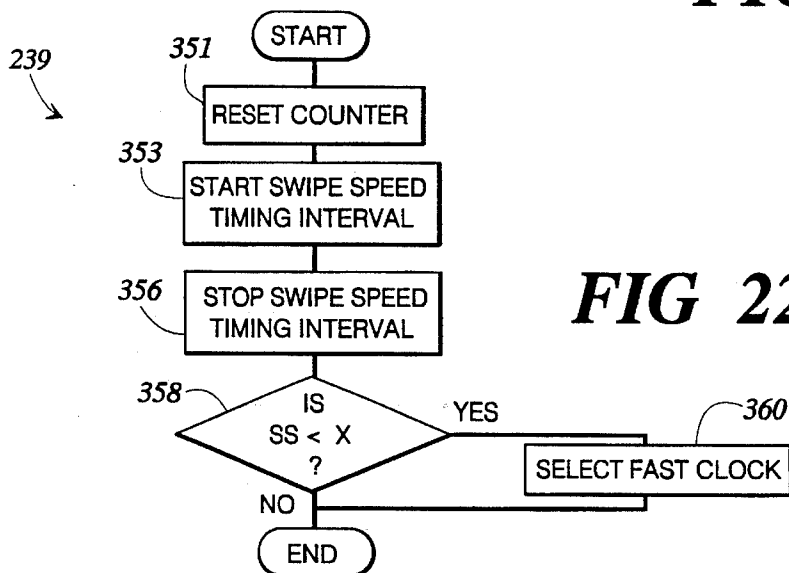 START
351
239
RESET COUNTER
353
START SWIPE SPEED
TIMING INTERVAL
356
STOP SWIPE SPEED
TIMING INTERVAL
FIG 22
358
IS
SS < X
?
YES
360
SELECT FAST CLOCK
NO
END